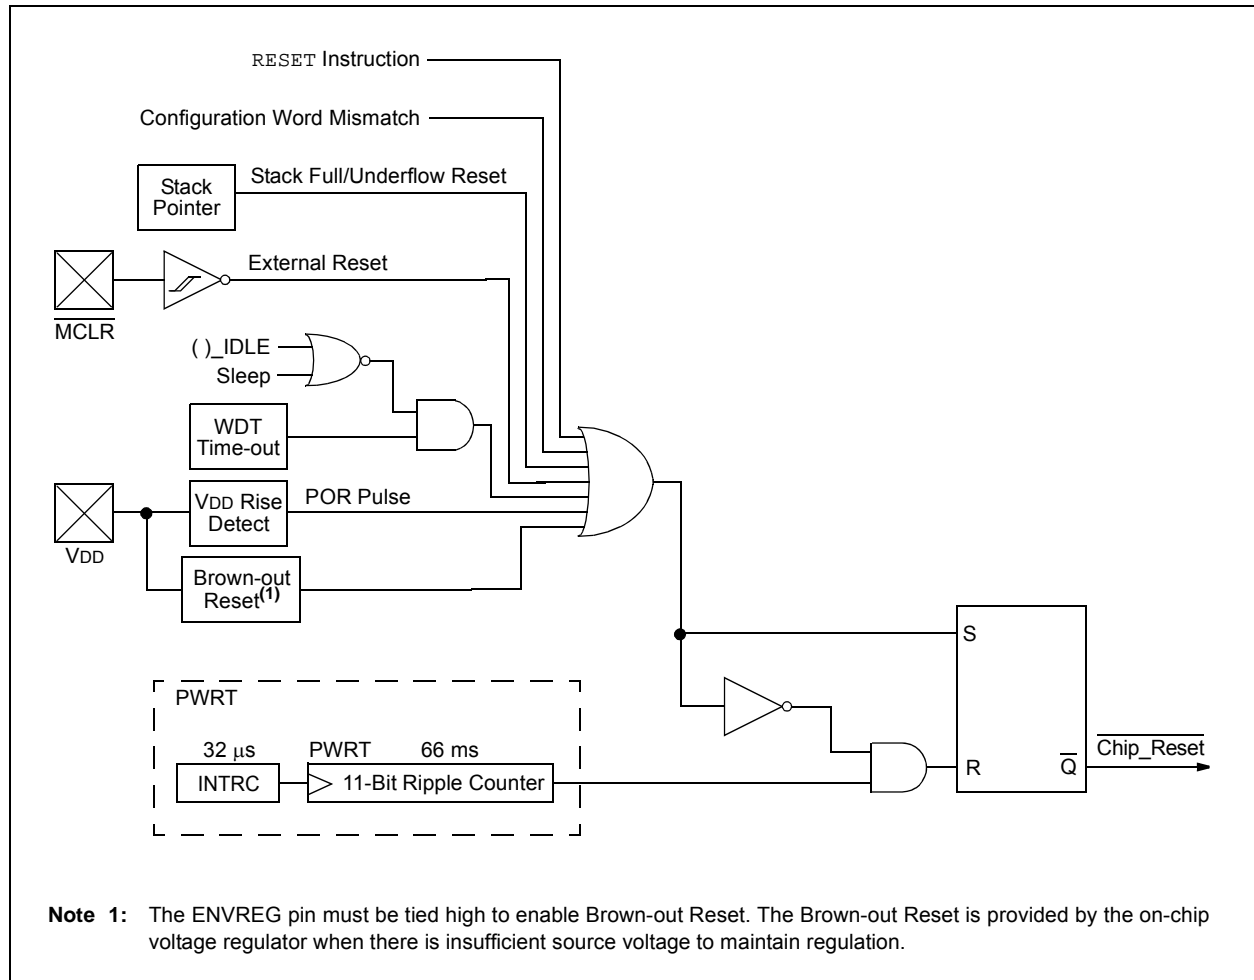 RESET Instruction
Configuration Word Mismatch
Stack Full/Underflow Reset
Stack
Pointer
External Reset
MCLR
( )_IDLE
Sleep
WDT
Time-out
VDD Rise
Detect
POR Pulse
VDD
Brown-out
Reset(1)
S
PWRT
32 μs
PWRT
66 ms
INTRC
11-Bit Ripple Counter
R
Q
Chip_Reset
Note 1: The ENVREG pin must be tied high to enable Brown-out Reset. The Brown-out Reset is provided by the on-chip
voltage regulator when there is insufficient source voltage to maintain regulation.